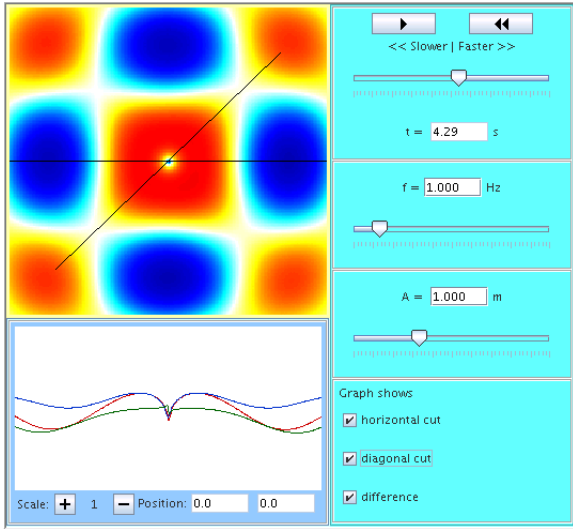 << Slower | Faster >>
t = 4.29 s
f = 1.000 Hz
A = 1.000 m
Graph shows
horizontal cut
diagonal cut
difference
Scale: + 1 − Position: 0.0 0.0